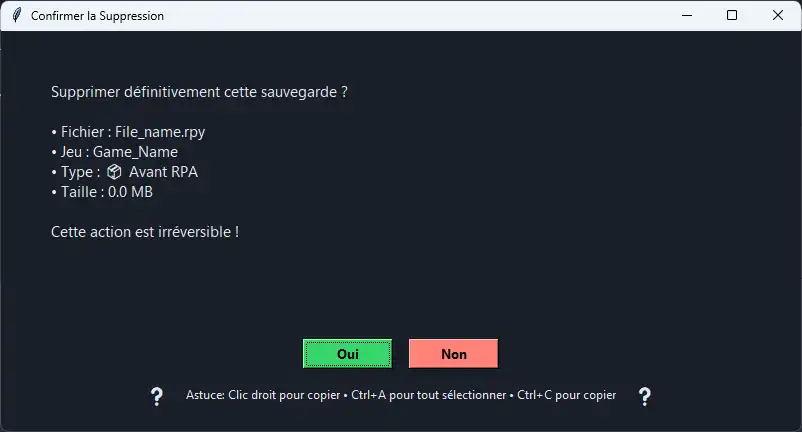 Confirmer la Suppression
Supprimer définitivement cette sauvegarde ?
• Fichier : File_name.rpy
• Jeu : Game_Name
• Type : 📦 Avant RPA
• Taille : 0.0 MB
Cette action est irréversible !
Oui Non
❓ Astuce: Clic droit pour copier • Ctrl+A pour tout sélectionner • Ctrl+C pour copier ❓